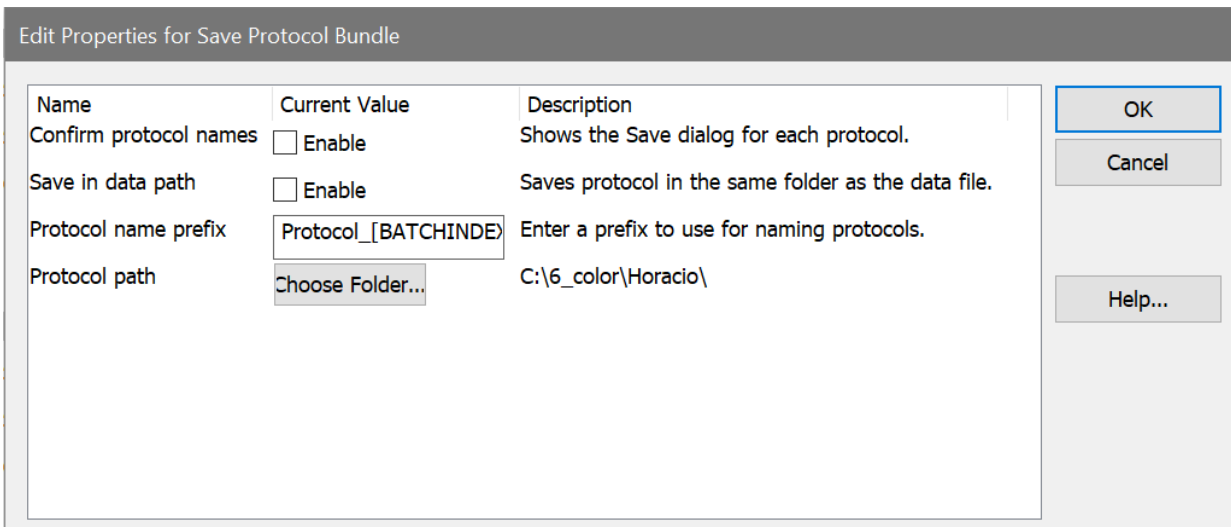 Edit Properties for Save Protocol Bundle
Name Current Value Description
Confirm protocol names Enable Shows the Save dialog for each protocol.
Save in data path Enable Saves protocol in the same folder as the data file.
Protocol name prefix Protocol_[BATCHINDEX Enter a prefix to use for naming protocols.
Protocol path Choose Folder... C:\6_color\Horacio\
OK
Cancel
Help...